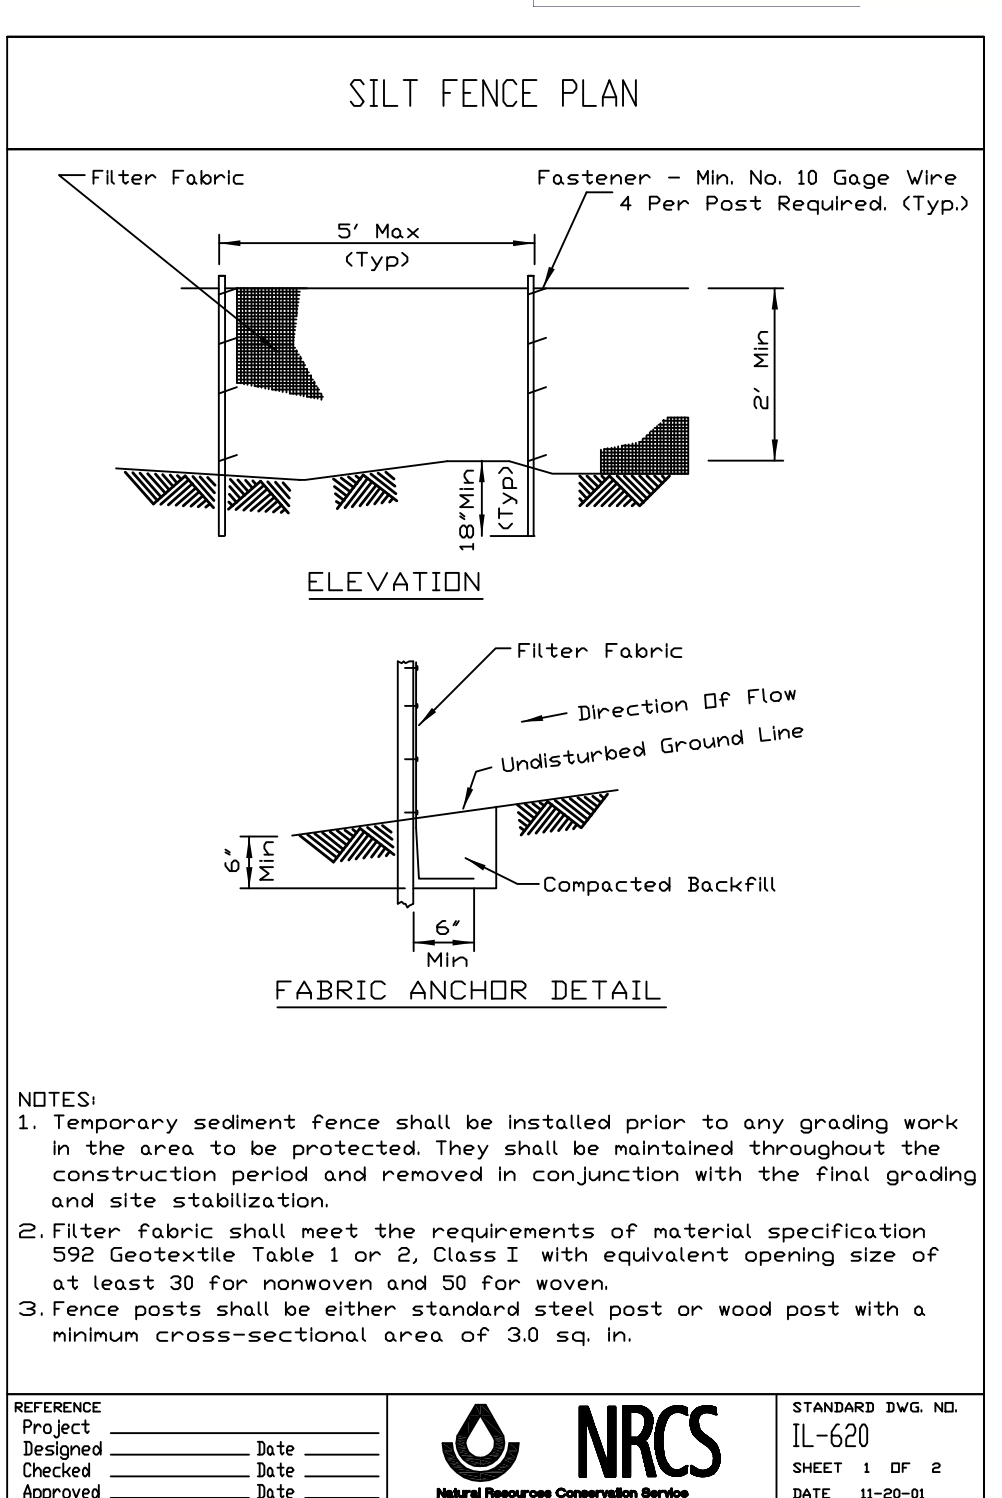 SILT FENCE PLAN
Filter Fabric
Fastener - Min. No. 10 Gage Wire
4 Per Post Required. (Typ.)
5' Max
(Typ)
2' Min
18"Min
(Typ)
ELEVATION
Filter Fabric
Direction Of Flow
Undisturbed Ground Line
6"
Min
Compacted Backfill
6"
Min
FABRIC ANCHOR DETAIL
NOTES:
1. Temporary sediment fence shall be installed prior to any grading work
in the area to be protected. They shall be maintained throughout the
construction period and removed in conjunction with the final grading
and site stabilization.
2. Filter fabric shall meet the requirements of material specification
592 Geotextile Table 1 or 2, Class I with equivalent opening size of
at least 30 for nonwoven and 50 for woven.
3. Fence posts shall be either standard steel post or wood post with a
minimum cross-sectional area of 3.0 sq. in.
REFERENCE
Project
Designed Date
Checked Date
Approved Date
NRCS
Natural Resources Conservation Service
STANDARD DWG. NO.
IL-620
SHEET 1 OF 2
DATE 11-20-01